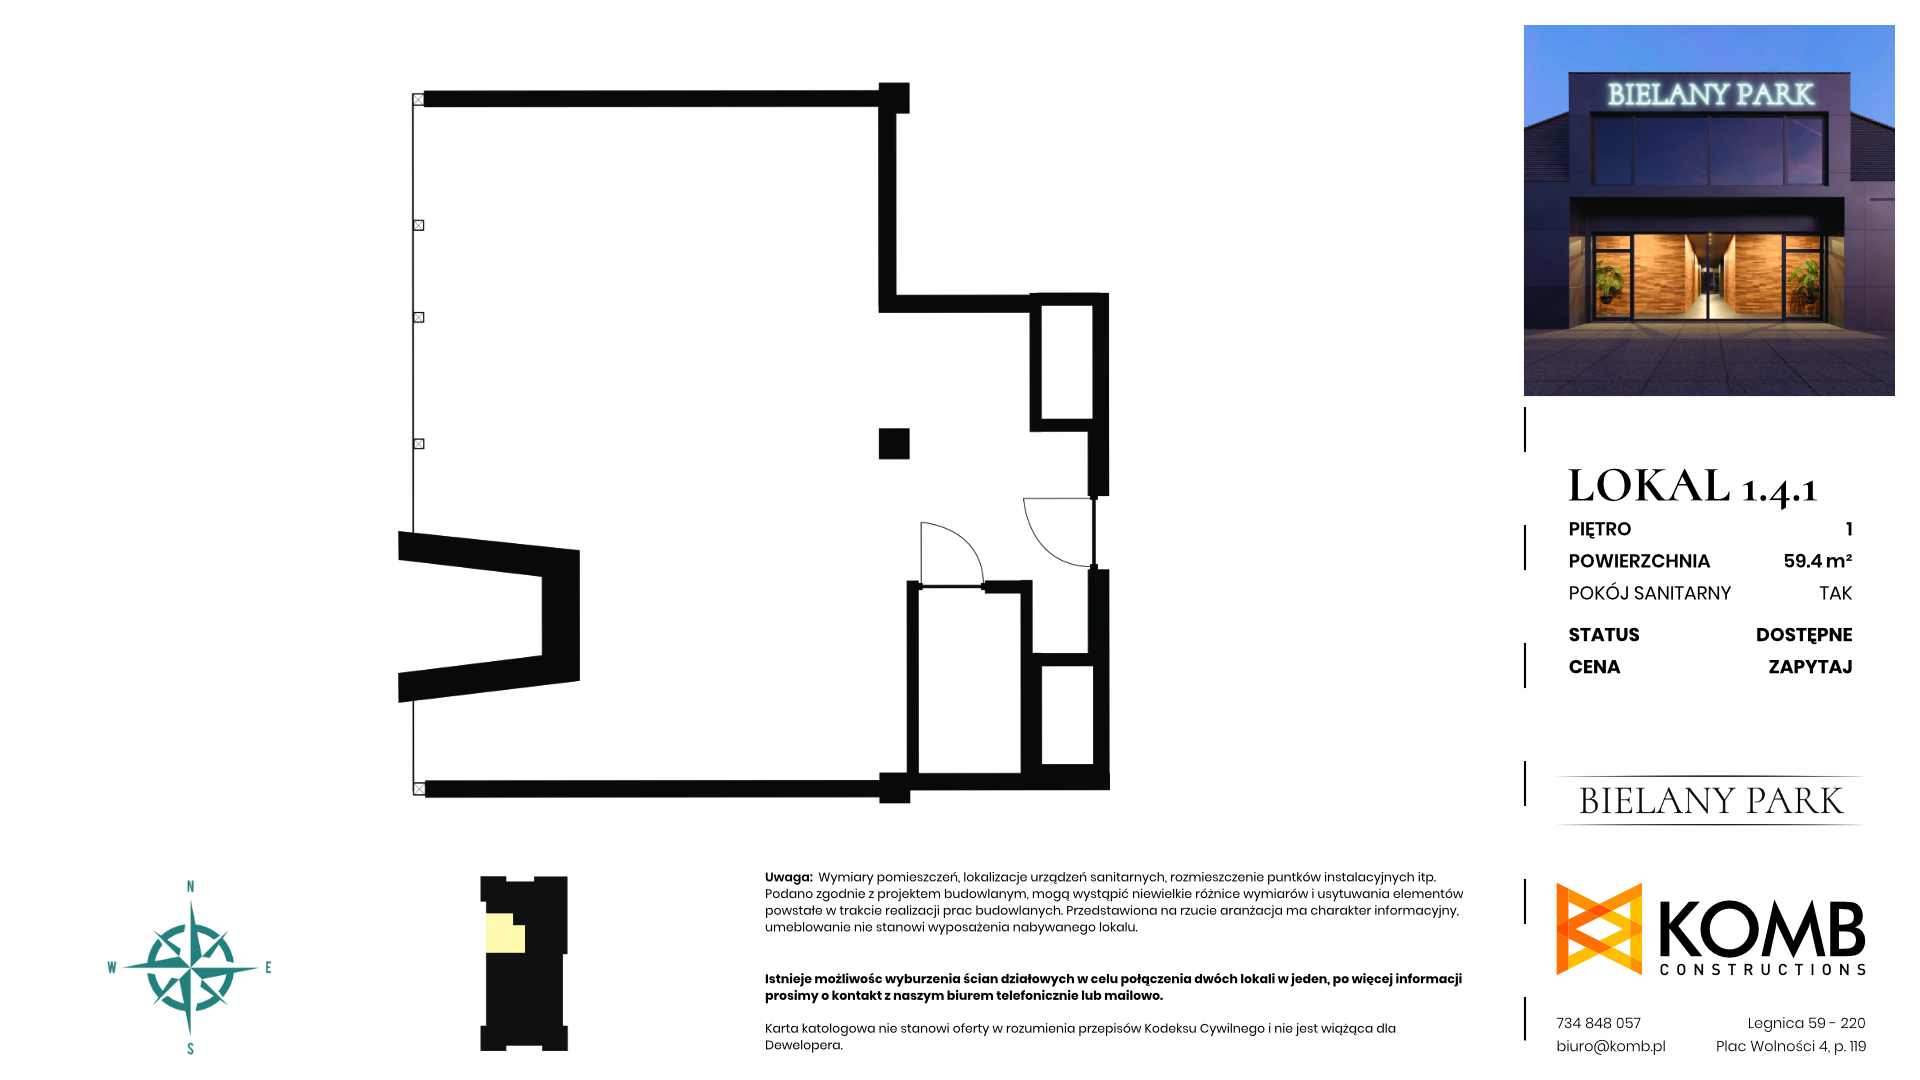 BIELANY PARK
LOKAL 1.4.1
PIĘTRO 1
POWIERZCHNIA 59.4 m²
POKÓJ SANITARNY TAK
STATUS DOSTĘPNE
CENA ZAPYTAJ
BIELANY PARK
KOMB
CONSTRUCTIONS
734 848 057 Legnica 59 - 220
biuro@komb.pl Plac Wolności 4, p. 119
N
W E
S
Uwaga: Wymiary pomieszczeń, lokalizacje urządzeń sanitarnych, rozmieszczenie puntków instalacyjnych itp.
Podano zgodnie z projektem budowlanym, mogą wystąpić niewielkie różnice wymiarów i usytuwania elementów
powstałe w trakcie realizacji prac budowlanych. Przedstawiona na rzucie aranżacja ma charakter informacyjny,
umeblowanie nie stanowi wyposażenia nabywanego lokalu.
Istnieje możliwośc wyburzenia ścian działowych w celu połączenia dwóch lokali w jeden, po więcej informacji
prosimy o kontakt z naszym biurem telefonicznie lub mailowo.
Karta katologowa nie stanowi oferty w rozumienia przepisów Kodeksu Cywilnego i nie jest wiążąca dla
Dewelopera.